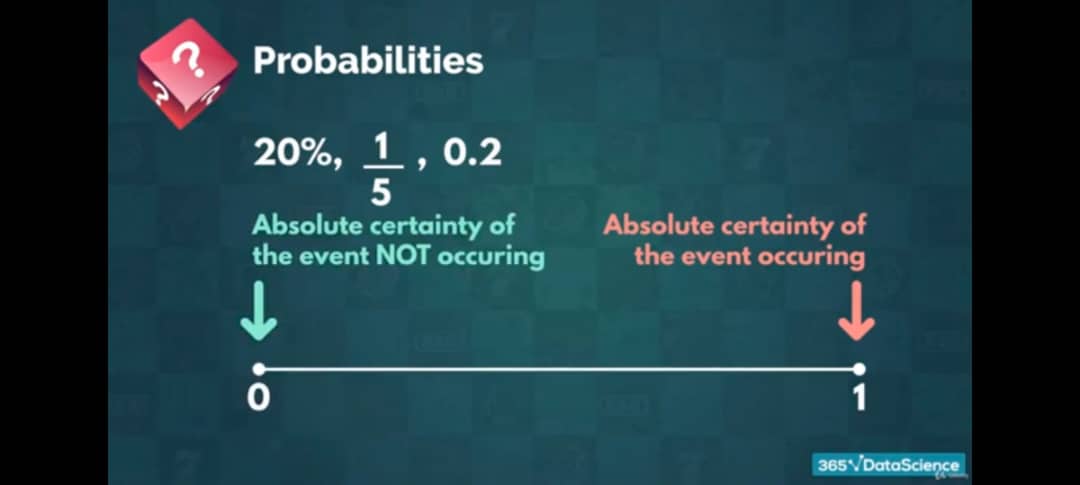 Probabilities
20%, 1/5, 0.2
Absolute certainty of
the event NOT occuring
Absolute certainty of
the event occuring
0
1
365√DataScience